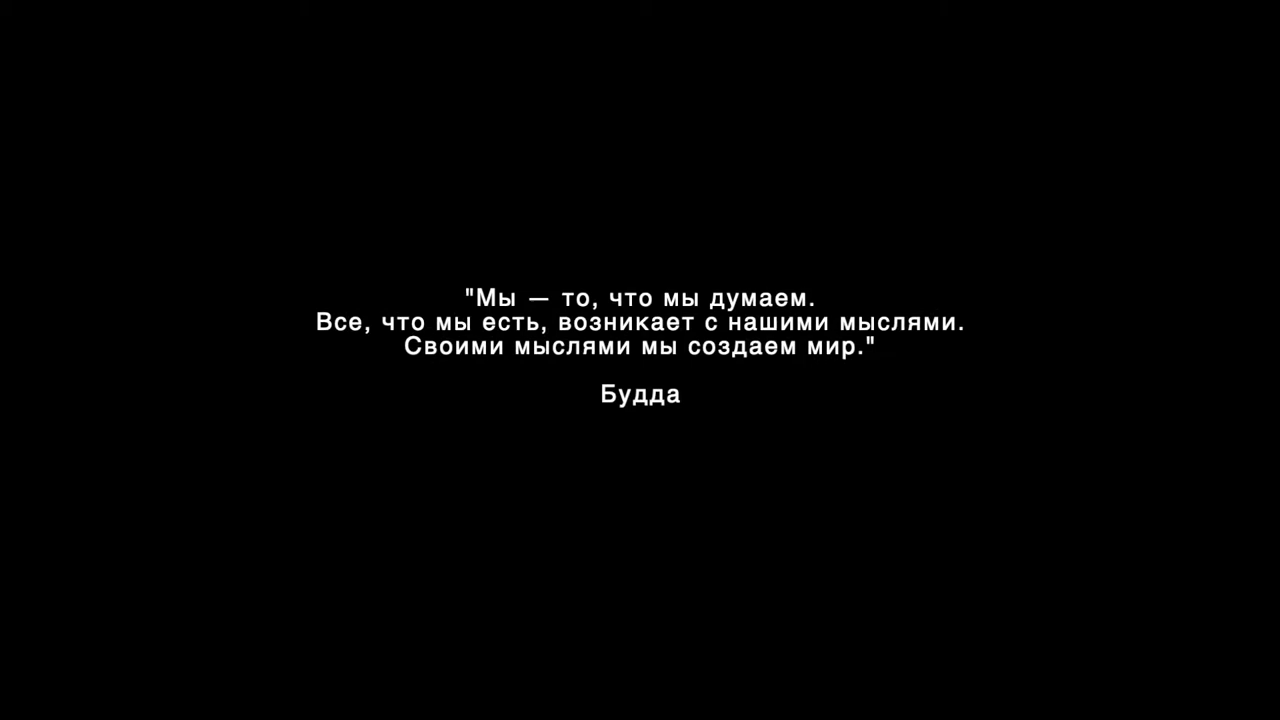 "Мы — то, что мы думаем.
Все, что мы есть, возникает с нашими мыслями.
Своими мыслями мы создаем мир."
Будда